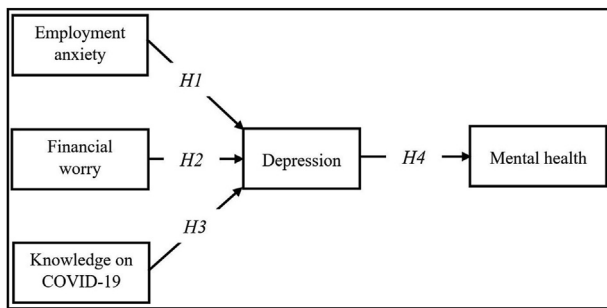 Employment
anxiety
H1
Financial
worry
H2
Depression
H4
Mental health
H3
Knowledge on
COVID-19